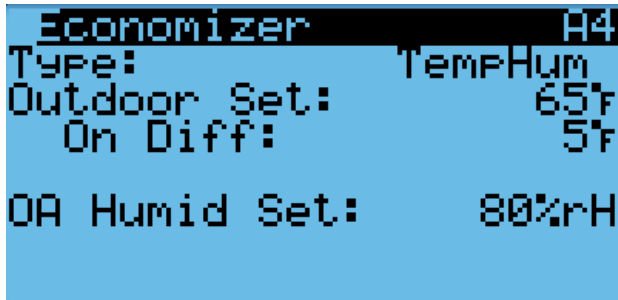 Economizer A4
Type: TempHum
Outdoor Set: 65°F
On Diff: 5°F
OA Humid Set: 80%rH